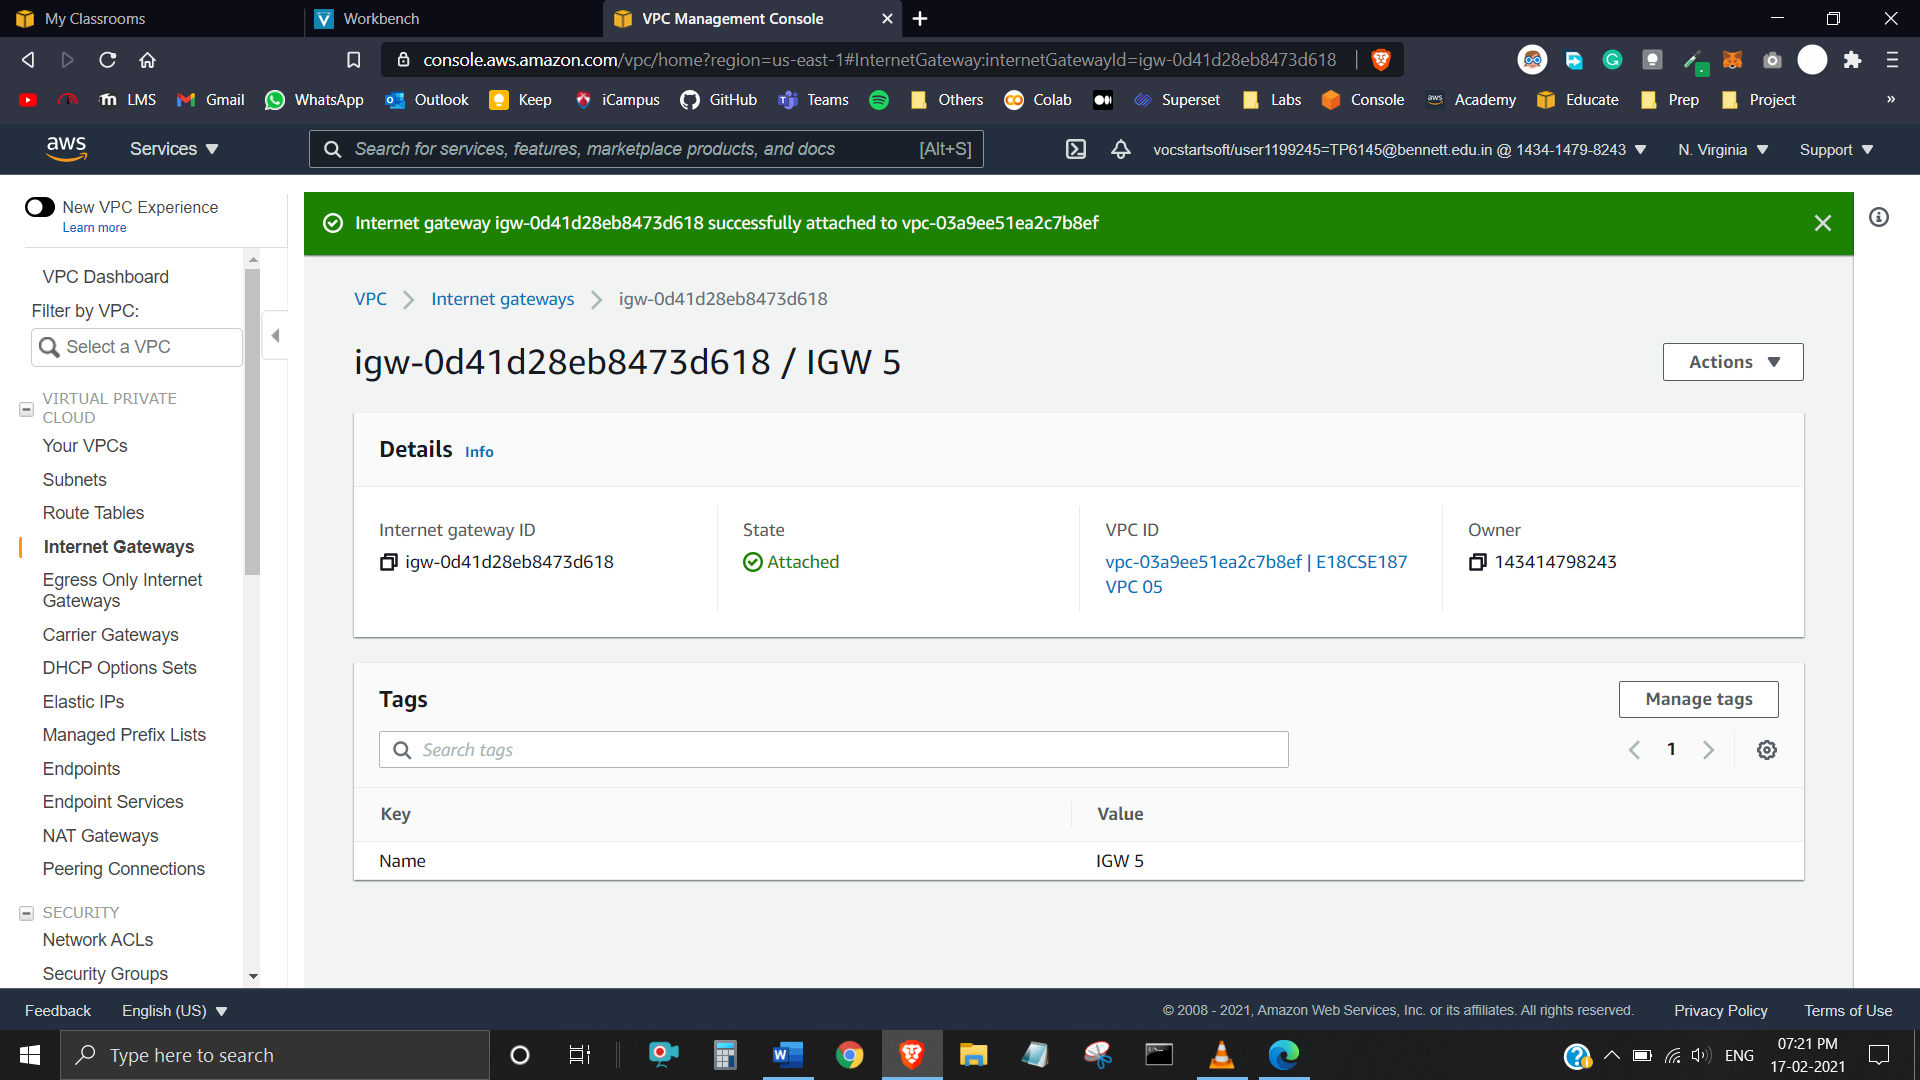 My Classrooms
Workbench
VPC Management Console
console.aws.amazon.com/vpc/home?region=us-east-1#InternetGateway:internetGatewayId=igw-0d41d28eb8473d618
LMS Gmail WhatsApp Outlook Keep iCampus GitHub Teams Others Colab Superset Labs Console aws Academy Educate Prep Project »
aws Services Search for services, features, marketplace products, and docs [Alt+S] vocstartsoft/user1199245=TP6145@bennett.edu.in @ 1434-1479-8243 N. Virginia Support
New VPC Experience
Learn more
VPC Dashboard
Filter by VPC:
Select a VPC
VIRTUAL PRIVATE
CLOUD
Your VPCs
Subnets
Route Tables
Internet Gateways
Egress Only Internet
Gateways
Carrier Gateways
DHCP Options Sets
Elastic IPs
Managed Prefix Lists
Endpoints
Endpoint Services
NAT Gateways
Peering Connections
SECURITY
Network ACLs
Security Groups
Internet gateway igw-0d41d28eb8473d618 successfully attached to vpc-03a9ee51ea2c7b8ef
VPC > Internet gateways > igw-0d41d28eb8473d618
igw-0d41d28eb8473d618 / IGW 5
Actions
Details Info
Internet gateway ID
igw-0d41d28eb8473d618
State
Attached
VPC ID
vpc-03a9ee51ea2c7b8ef | E18CSE187
VPC 05
Owner
143414798243
Tags
Manage tags
Search tags
1
Key Value
Name IGW 5
Feedback English (US) © 2008 - 2021, Amazon Web Services, Inc. or its affiliates. All rights reserved. Privacy Policy Terms of Use
Type here to search
ENG
07:21 PM
17-02-2021